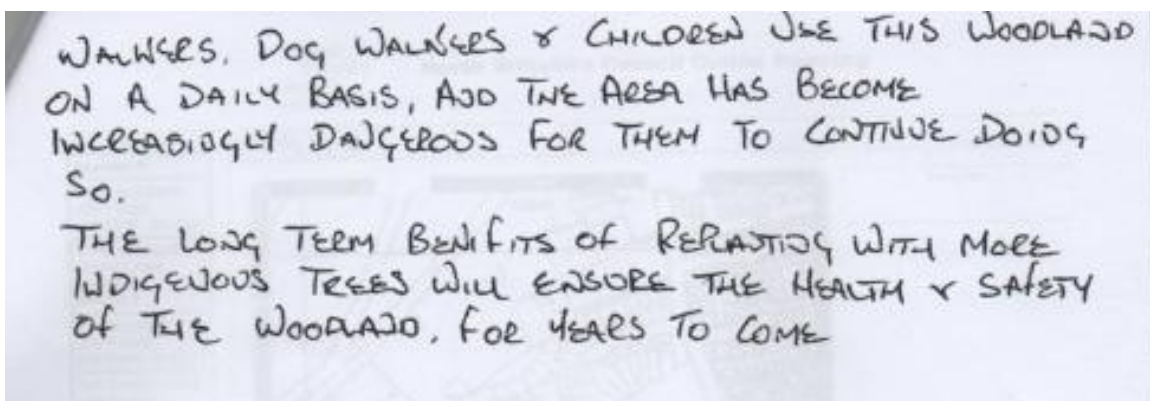 WALKERS, DOG WALKERS & CHILDREN USE THIS WOODLAND
ON A DAILY BASIS, AND THE AREA HAS BECOME
INCREASINGLY DANGEROUS FOR THEM TO CONTINUE DOING
SO.
THE LONG TERM BENIFITS OF REPLANTING WITH MORE
INDIGENOUS TREES WILL ENSURE THE HEALTH & SAFETY
OF THE WOODLAND, FOR YEARS TO COME